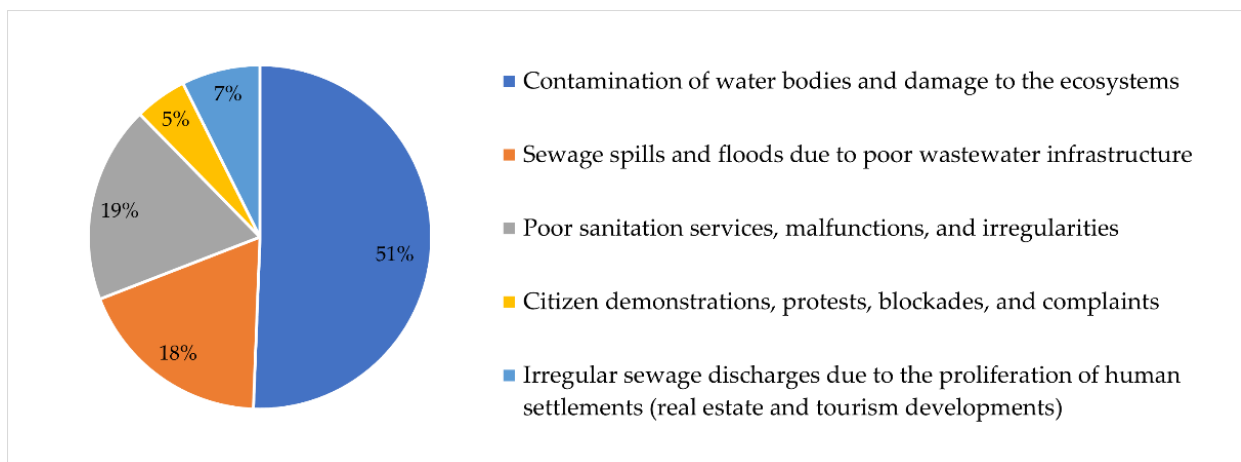 7%
5%
19%
51%
18%
Contamination of water bodies and damage to the ecosystems
Sewage spills and floods due to poor wastewater infrastructure
Poor sanitation services, malfunctions, and irregularities
Citizen demonstrations, protests, blockades, and complaints
Irregular sewage discharges due to the proliferation of human
settlements (real estate and tourism developments)